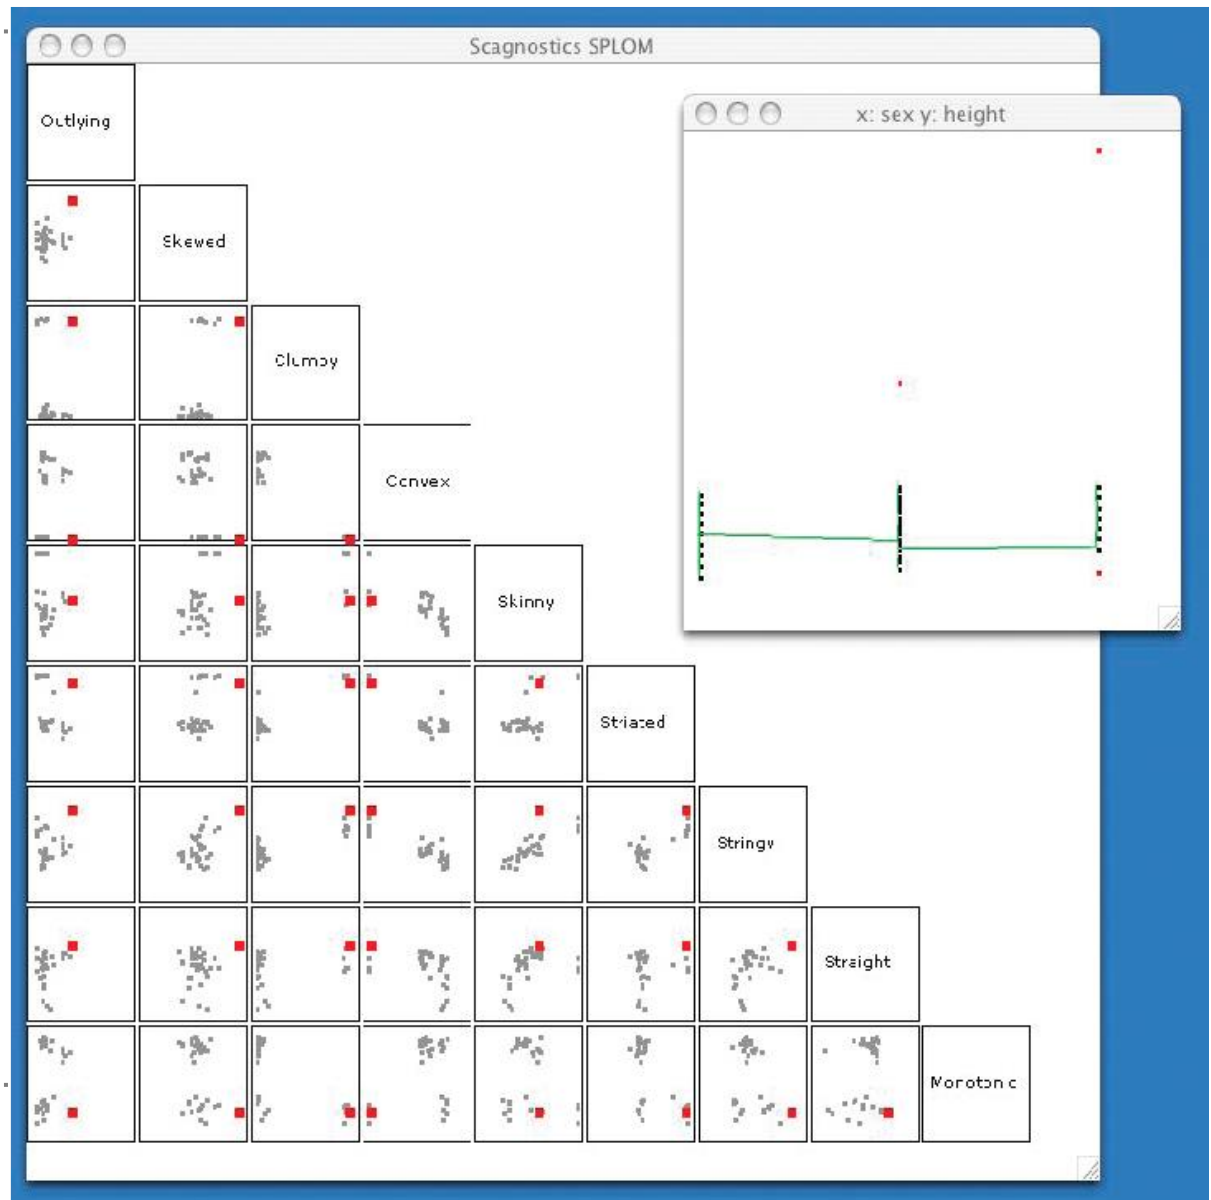 Scagnostics SPLOM
x: sex y: height
Outlying
Skewed
Clumpy
Convex
Skinny
Striated
Stringy
Straight
Monotonic